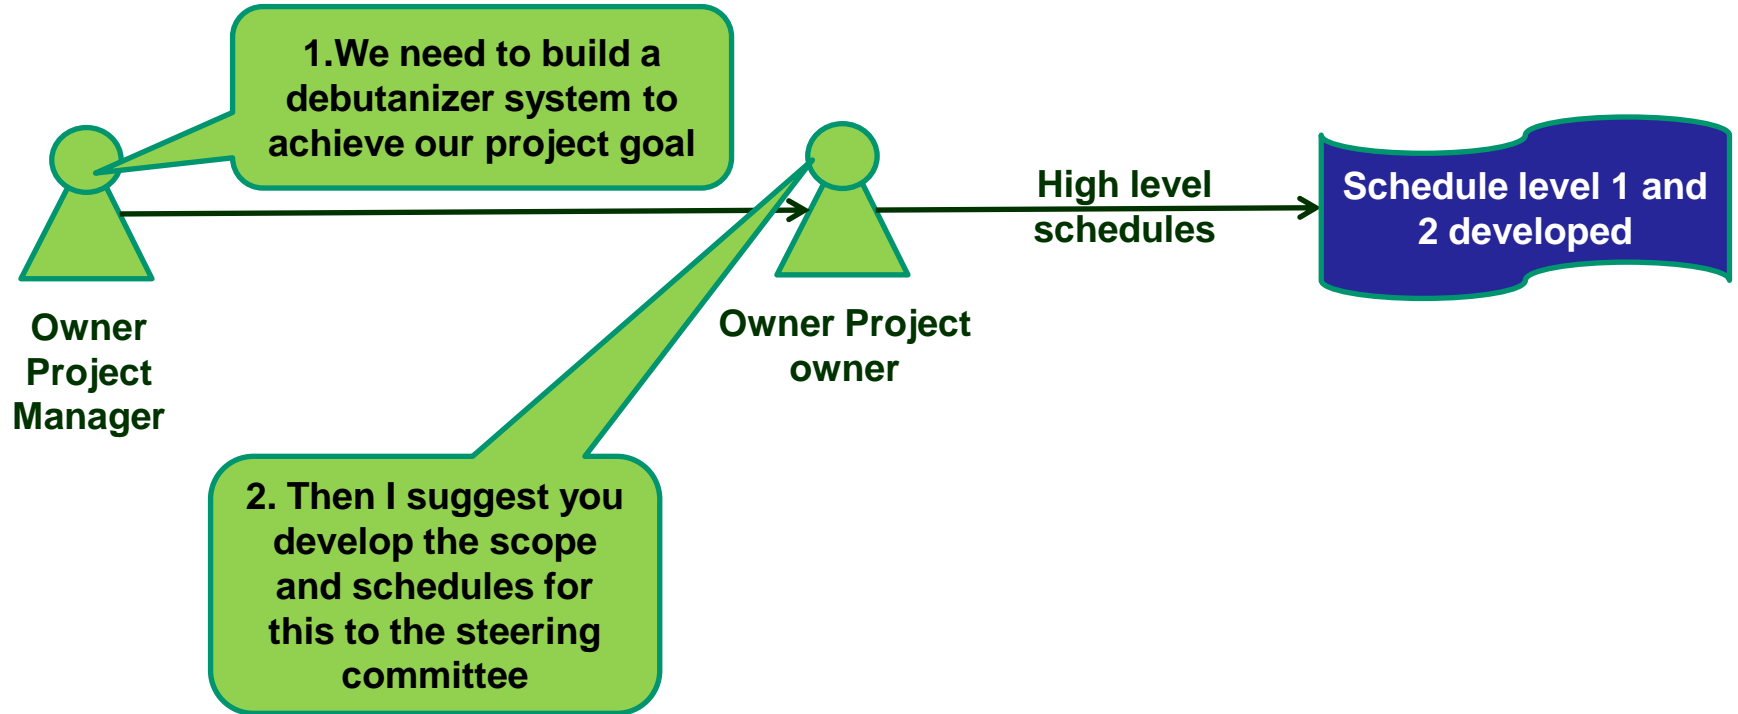 1.We need to build a
debutanizer system to
achieve our project goal
High level
schedules
Schedule level 1 and
2 developed
Owner
Project
Manager
Owner Project
owner
2. Then I suggest you
develop the scope
and schedules for
this to the steering
committee